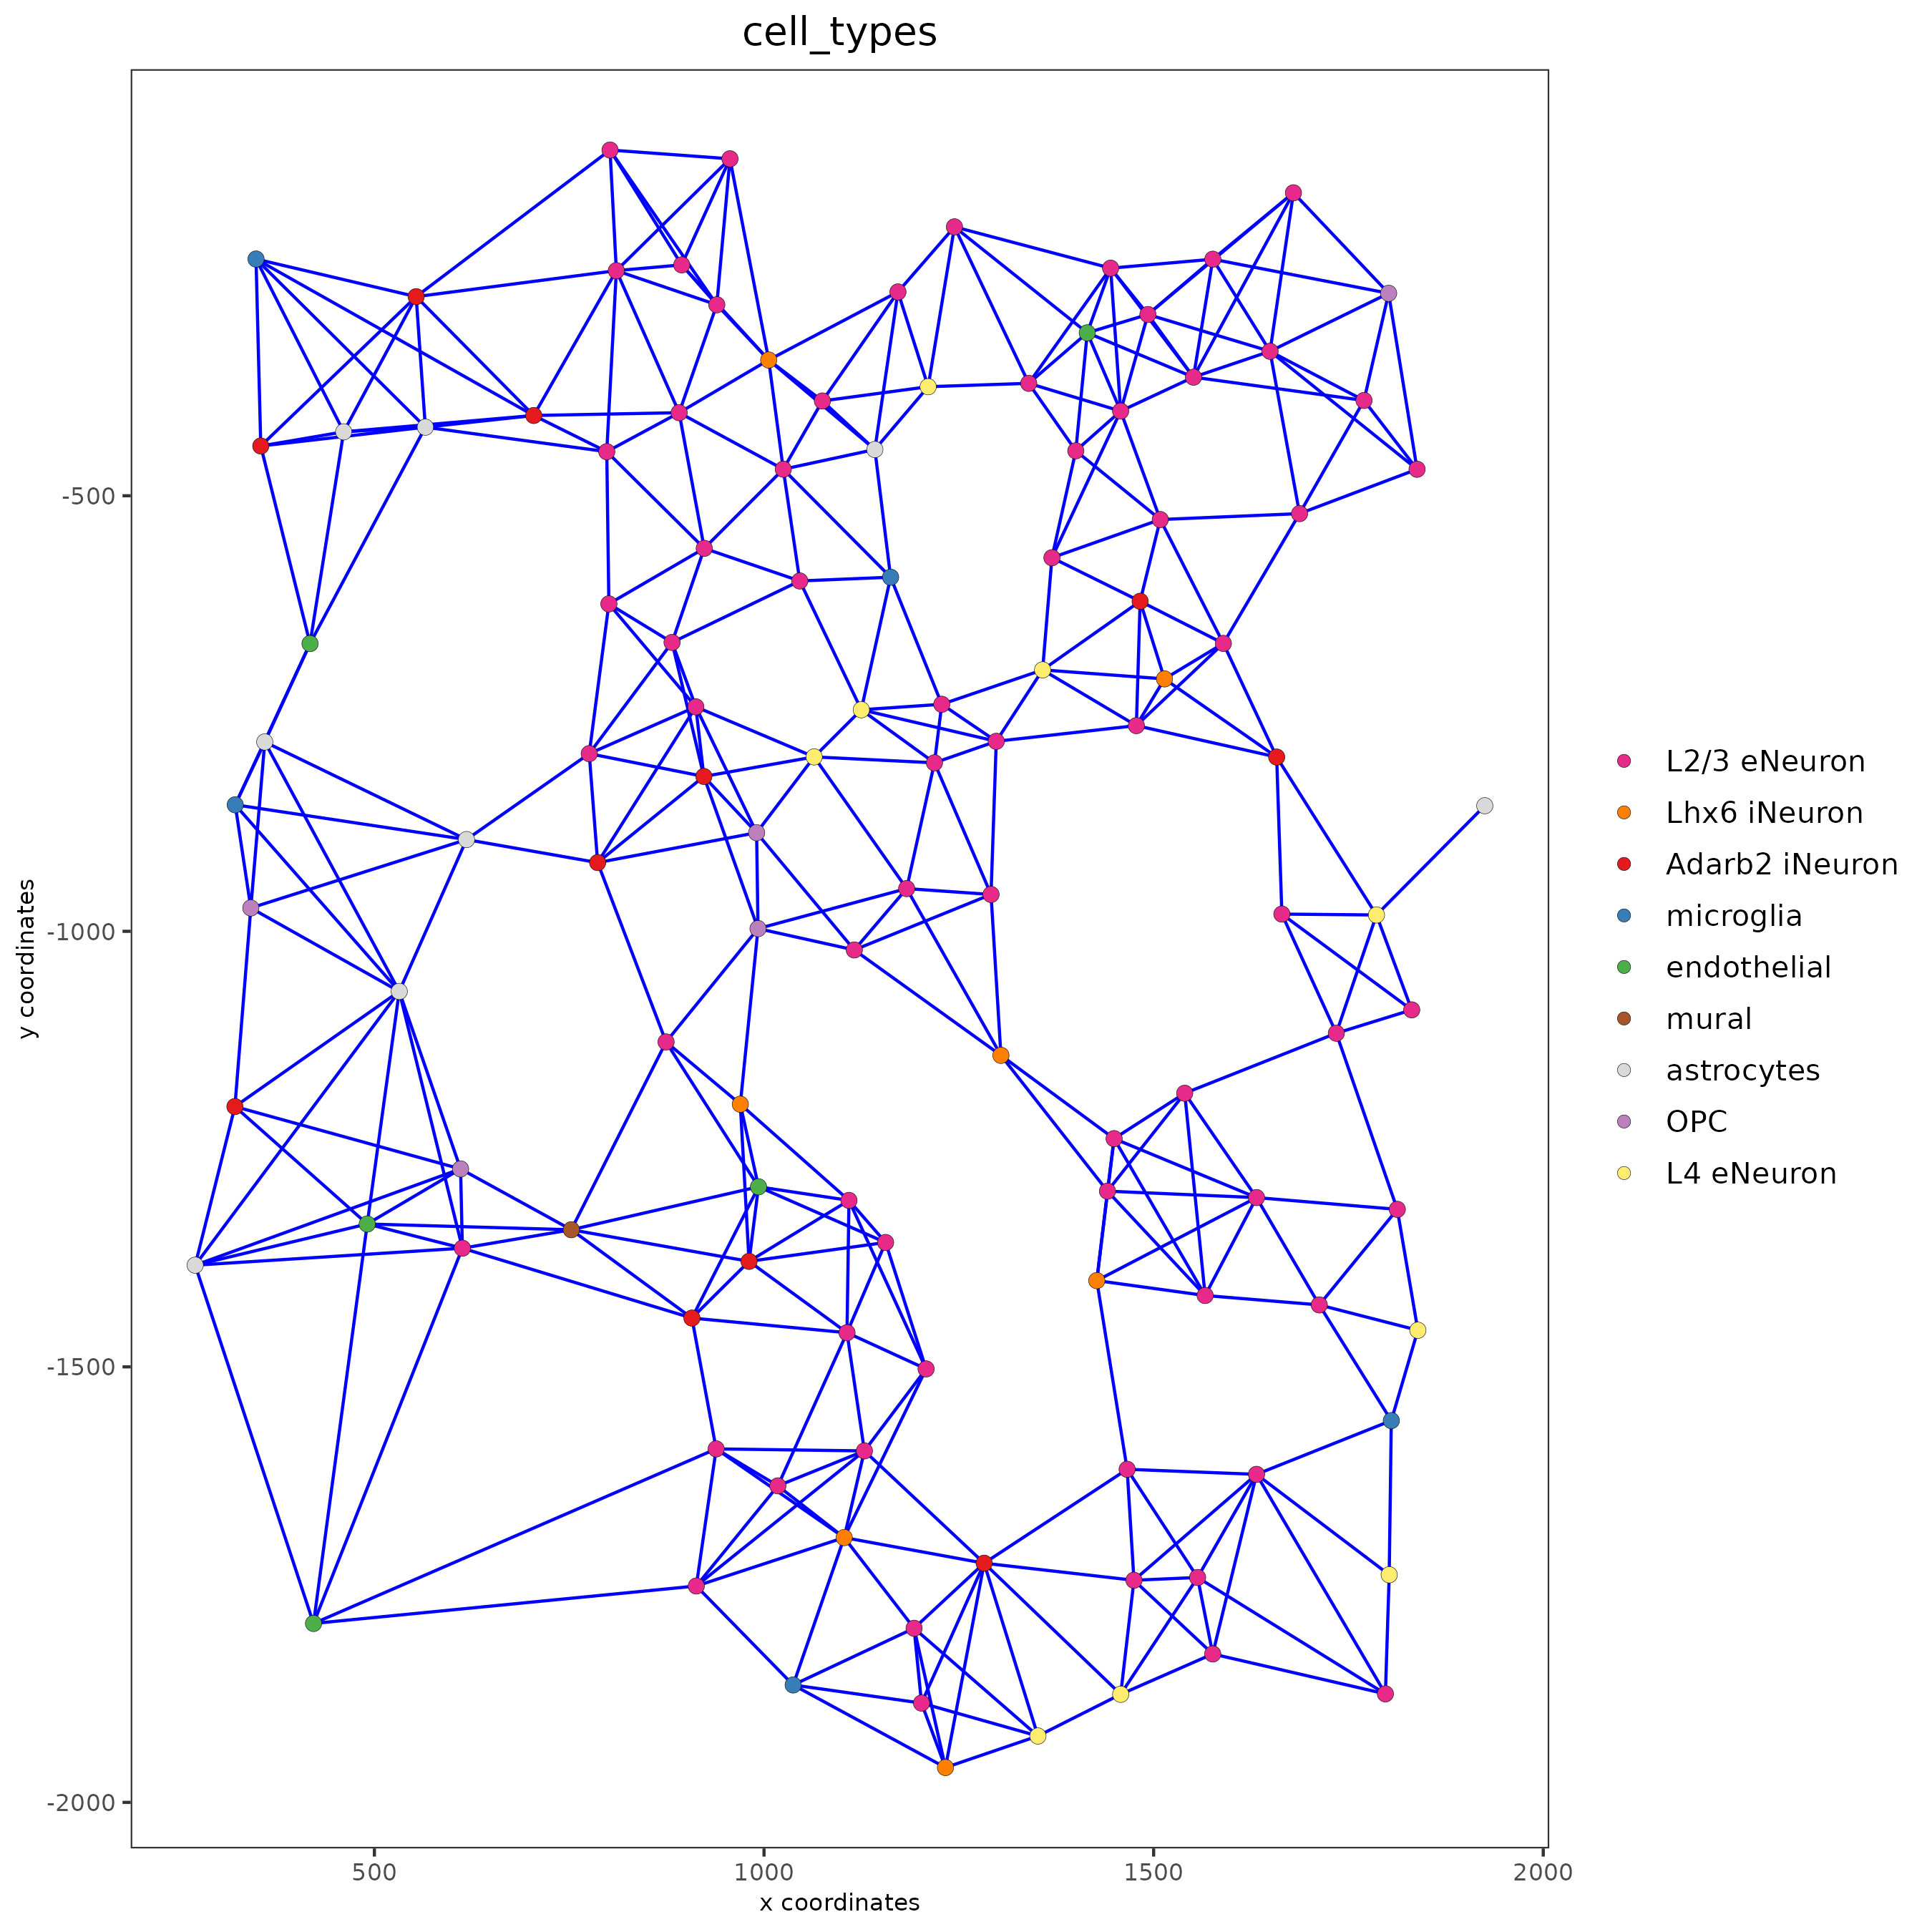 cell_types
y coordinates
-500
-1000
-1500
-2000
500
1000
1500
2000
x coordinates
L2/3 eNeuron
Lhx6 iNeuron
Adarb2 iNeuron
microglia
endothelial
mural
astrocytes
OPC
L4 eNeuron